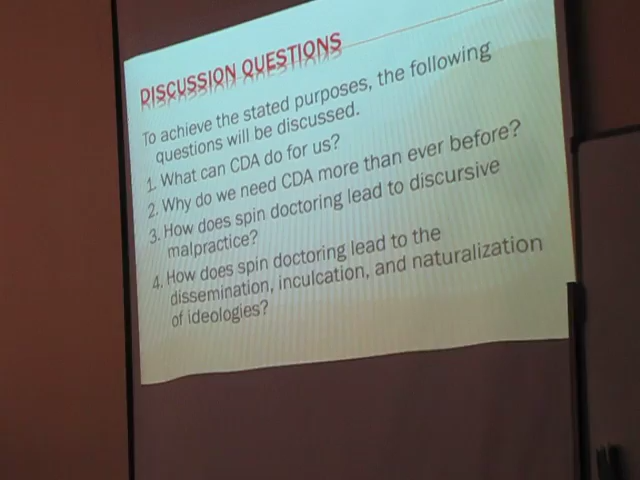 DISCUSSION QUESTIONS
To achieve the stated purposes, the following
questions will be discussed.
1. What can CDA do for us?
2. Why do we need CDA more than ever before?
3. How does spin doctoring lead to discursive
malpractice?
4. How does spin doctoring lead to the
dissemination, inculcation, and naturalization
of ideologies?